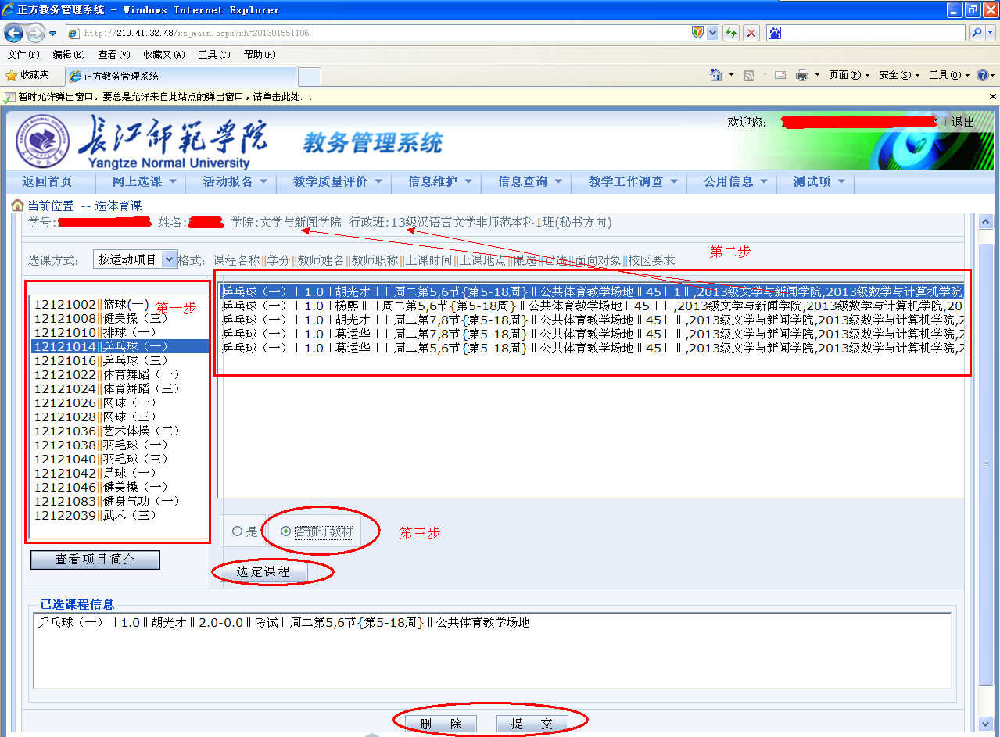 正方教务管理系统 - Windows Internet Explorer
http://210.41.32.48/xs_main.aspx?xh=201301551106
文件(F) 编辑(E) 查看(V) 收藏夹(A) 工具(T) 帮助(H)
收藏夹 正方教务管理系统 页面(P) 安全(S) 工具(O)
暂时允许弹出窗口。要总是允许来自此站点的弹出窗口，请单击此处...
长江师范学院
Yangtze Normal University
教务管理系统
欢迎您： 退出
返回首页 网上选课 活动报名 教学质量评价 信息维护 信息查询 教学工作调查 公用信息 测试项
当前位置 -- 选体育课
学号: 姓名: 学院:文学与新闻学院 行政班:13级汉语言文学非师范本科1班(秘书方向)
第二步
选课方式： 按运动项目 格式: 课程名称||学分||教师姓名||教师职称||上课时间||上课地点||限选||已选||面向对象||校区要求
第一步
12121002||篮球(一)
12121008||健美操（三）
12121010||排球（一）
12121014||乒乓球（一）
12121016||乒乓球（三）
12121022||体育舞蹈（一）
12121024||体育舞蹈（三）
12121026||网球（一）
12121028||网球（三）
12121036||艺术体操（三）
12121038||羽毛球（一）
12121040||羽毛球（三）
12121042||足球（一）
12121046||健美操（一）
12121083||健身气功（一）
12122039||武术（三）
乒乓球（一）‖1.0‖胡光才‖‖周二第5,6节{第5-18周}‖公共体育教学场地‖45‖1‖,2013级文学与新闻学院,2013级数学与计算机学院
乒乓球（一）‖1.0‖杨熙‖‖周二第5,6节{第5-18周}‖公共体育教学场地‖45‖‖,2013级文学与新闻学院,2013级数学与计算机学院,20
乒乓球（一）‖1.0‖胡光才‖‖周二第7,8节{第5-18周}‖公共体育教学场地‖45‖‖,2013级文学与新闻学院,2013级数学与计算机学院,2
乒乓球（一）‖1.0‖葛运华‖‖周二第7,8节{第5-18周}‖公共体育教学场地‖45‖‖,2013级文学与新闻学院,2013级数学与计算机学院,2
乒乓球（一）‖1.0‖葛运华‖‖周二第5,6节{第5-18周}‖公共体育教学场地‖45‖‖,2013级文学与新闻学院,2013级数学与计算机学院,2
是 否预订教材 第三步
查看项目简介
选定课程
已选课程信息
乒乓球（一）‖1.0‖胡光才‖2.0-0.0‖考试‖周二第5,6节{第5-18周}‖公共体育教学场地
删 除 提 交